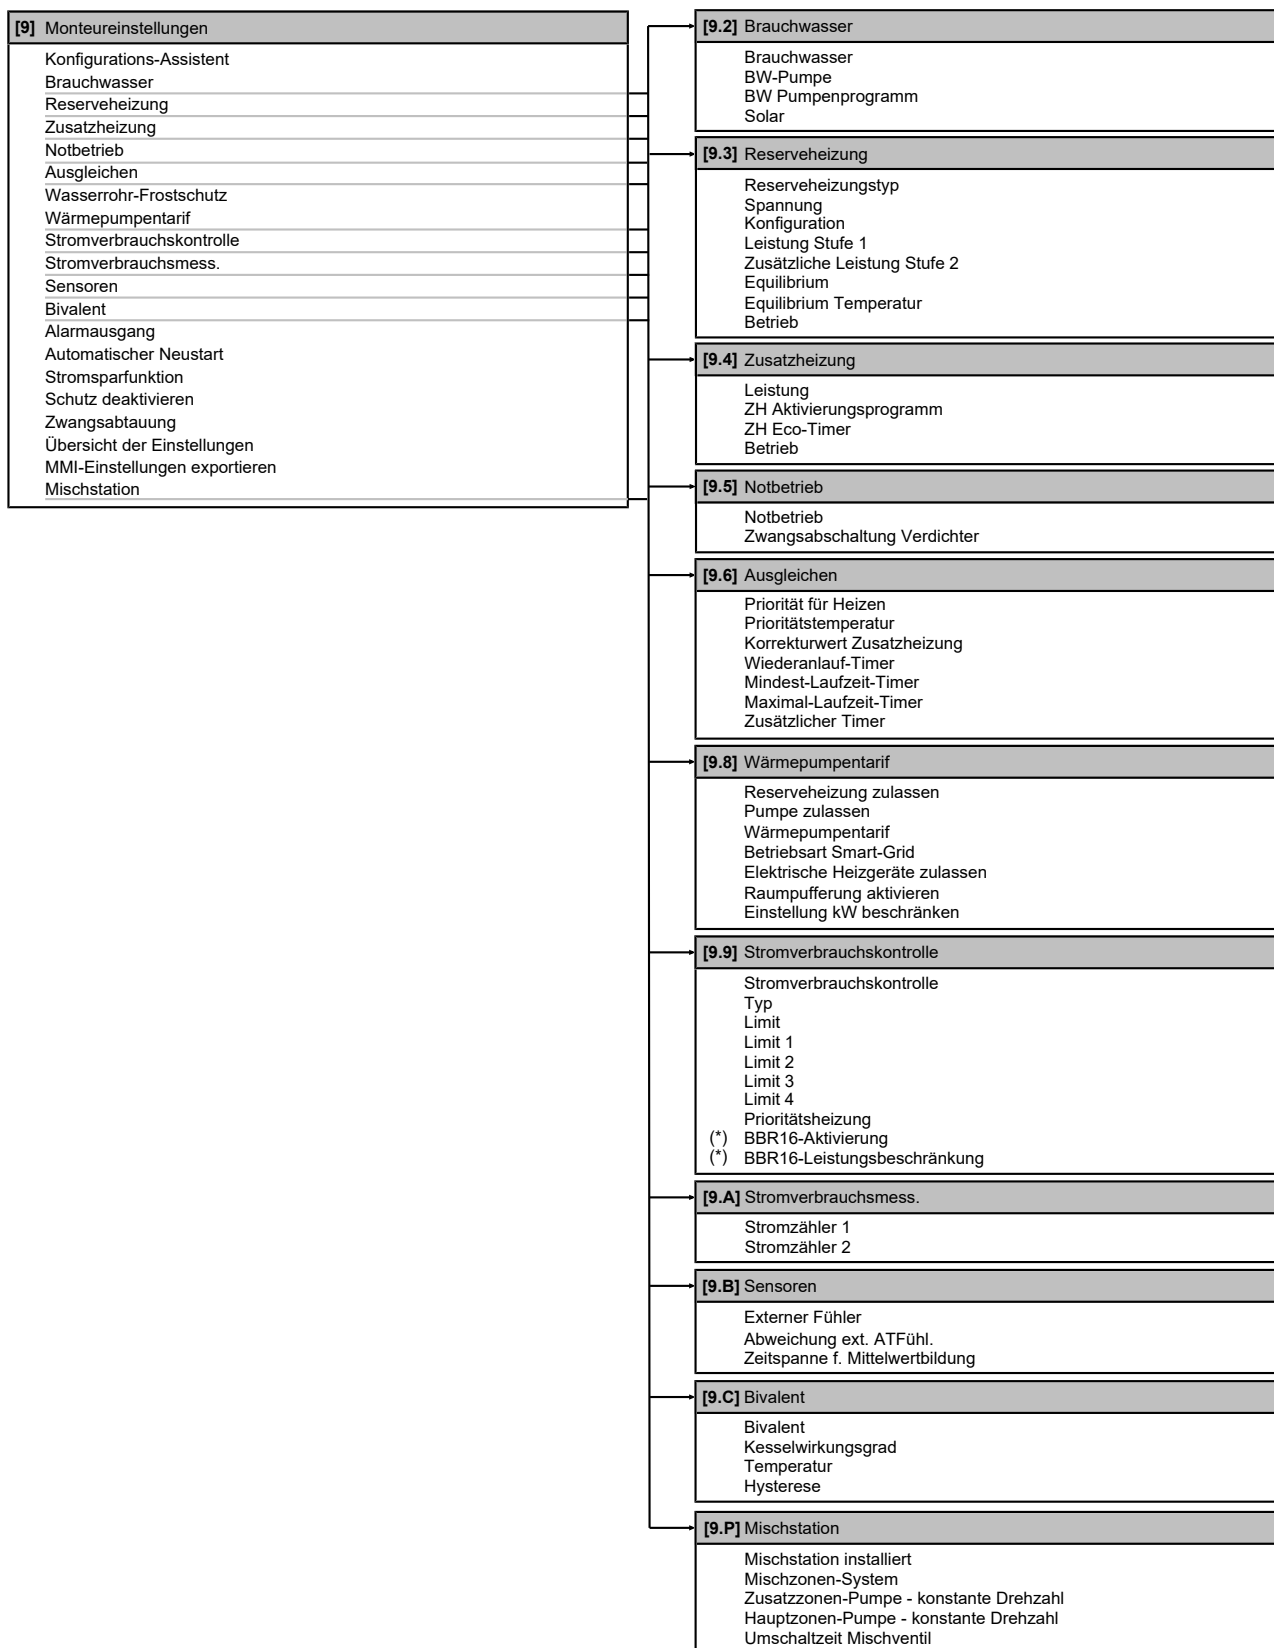 [9] Monteureinstellungen
Konfigurations-Assistent
Brauchwasser
Reserveheizung
Zusatzheizung
Notbetrieb
Ausgleichen
Wasserrohr-Frostschutz
Wärmepumpentarif
Stromverbrauchskontrolle
Stromverbrauchsmess.
Sensoren
Bivalent
Alarmausgang
Automatischer Neustart
Stromsparfunktion
Schutz deaktivieren
Zwangsabtauung
Übersicht der Einstellungen
MMI-Einstellungen exportieren
Mischstation
[9.2] Brauchwasser
Brauchwasser
BW-Pumpe
BW Pumpenprogramm
Solar
[9.3] Reserveheizung
Reserveheizungstyp
Spannung
Konfiguration
Leistung Stufe 1
Zusätzliche Leistung Stufe 2
Equilibrium
Equilibrium Temperatur
Betrieb
[9.4] Zusatzheizung
Leistung
ZH Aktivierungsprogramm
ZH Eco-Timer
Betrieb
[9.5] Notbetrieb
Notbetrieb
Zwangsabschaltung Verdichter
[9.6] Ausgleichen
Priorität für Heizen
Prioritätstemperatur
Korrekturwert Zusatzheizung
Wiederanlauf-Timer
Mindest-Laufzeit-Timer
Maximal-Laufzeit-Timer
Zusätzlicher Timer
[9.8] Wärmepumpentarif
Reserveheizung zulassen
Pumpe zulassen
Wärmepumpentarif
Betriebsart Smart-Grid
Elektrische Heizgeräte zulassen
Raumpufferung aktivieren
Einstellung kW beschränken
[9.9] Stromverbrauchskontrolle
Stromverbrauchskontrolle
Typ
Limit
Limit 1
Limit 2
Limit 3
Limit 4
Prioritätsheizung
(*) BBR16-Aktivierung
(*) BBR16-Leistungsbeschränkung
[9.A] Stromverbrauchsmess.
Stromzähler 1
Stromzähler 2
[9.B] Sensoren
Externer Fühler
Abweichung ext. ATFühl.
Zeitspanne f. Mittelwertbildung
[9.C] Bivalent
Bivalent
Kesselwirkungsgrad
Temperatur
Hysterese
[9.P] Mischstation
Mischstation installiert
Mischzonen-System
Zusatzzonen-Pumpe - konstante Drehzahl
Hauptzonen-Pumpe - konstante Drehzahl
Umschaltzeit Mischventil